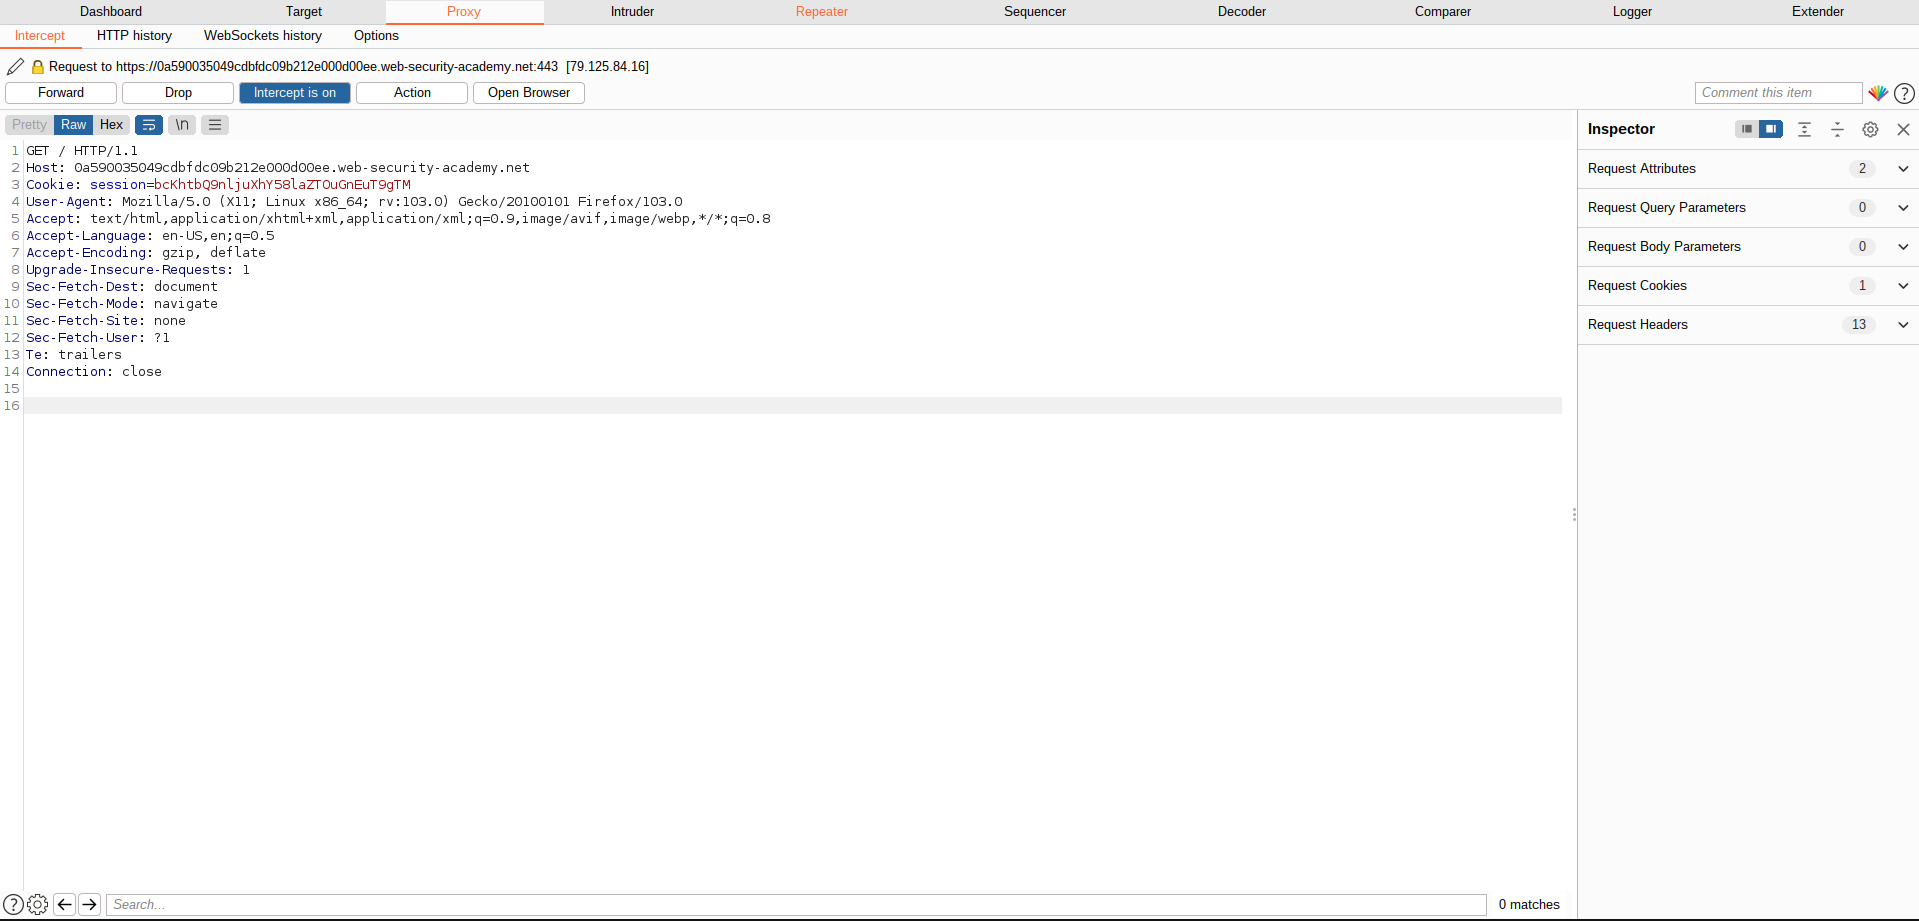 Dashboard Target Proxy Intruder Repeater Sequencer Decoder Comparer Logger Extender
Intercept HTTP history WebSockets history Options
Request to https://0a590035049cdbfdc09b212e000d00ee.web-security-academy.net:443 [79.125.84.16]
Forward Drop Intercept is on Action Open Browser Comment this item ?
Pretty Raw Hex \n
Inspector
1 GET / HTTP/1.1
2 Host: 0a590035049cdbfdc09b212e000d00ee.web-security-academy.net
3 Cookie: session=bcKhtbQ9nljuXhY58laZTOuGnEuT9gTM
4 User-Agent: Mozilla/5.0 (X11; Linux x86_64; rv:103.0) Gecko/20100101 Firefox/103.0
5 Accept: text/html,application/xhtml+xml,application/xml;q=0.9,image/avif,image/webp,*/*;q=0.8
6 Accept-Language: en-US,en;q=0.5
7 Accept-Encoding: gzip, deflate
8 Upgrade-Insecure-Requests: 1
9 Sec-Fetch-Dest: document
10 Sec-Fetch-Mode: navigate
11 Sec-Fetch-Site: none
12 Sec-Fetch-User: ?1
13 Te: trailers
14 Connection: close
15
16
Request Attributes 2
Request Query Parameters 0
Request Body Parameters 0
Request Cookies 1
Request Headers 13
? Search... 0 matches